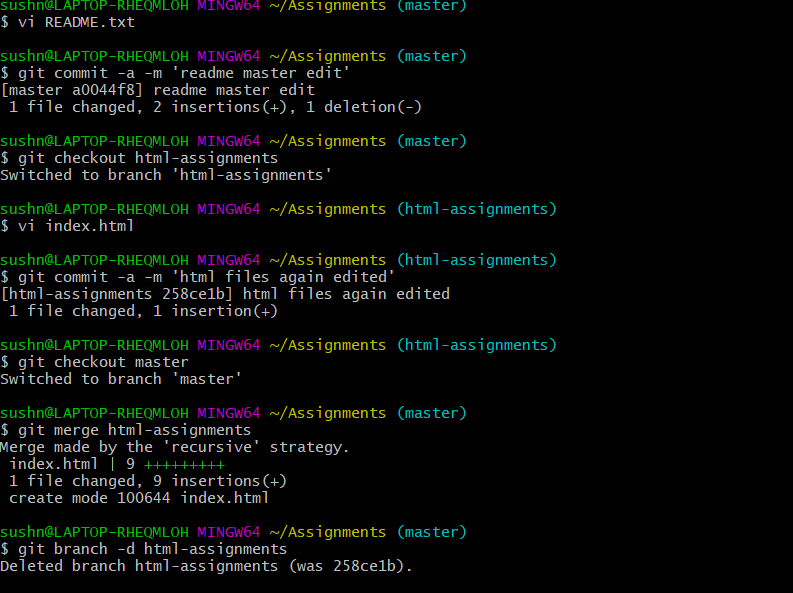 sushn@LAPTOP-RHEQMLOH MINGW64 ~/Assignments (master)
$ vi README.txt
sushn@LAPTOP-RHEQMLOH MINGW64 ~/Assignments (master)
$ git commit -a -m 'readme master edit'
[master a0044f8] readme master edit
 1 file changed, 2 insertions(+), 1 deletion(-)
sushn@LAPTOP-RHEQMLOH MINGW64 ~/Assignments (master)
$ git checkout html-assignments
Switched to branch 'html-assignments'
sushn@LAPTOP-RHEQMLOH MINGW64 ~/Assignments (html-assignments)
$ vi index.html
sushn@LAPTOP-RHEQMLOH MINGW64 ~/Assignments (html-assignments)
$ git commit -a -m 'html files again edited'
[html-assignments 258ce1b] html files again edited
 1 file changed, 1 insertion(+)
sushn@LAPTOP-RHEQMLOH MINGW64 ~/Assignments (html-assignments)
$ git checkout master
Switched to branch 'master'
sushn@LAPTOP-RHEQMLOH MINGW64 ~/Assignments (master)
$ git merge html-assignments
Merge made by the 'recursive' strategy.
 index.html | 9 +++++++++
 1 file changed, 9 insertions(+)
 create mode 100644 index.html
sushn@LAPTOP-RHEQMLOH MINGW64 ~/Assignments (master)
$ git branch -d html-assignments
Deleted branch html-assignments (was 258ce1b).